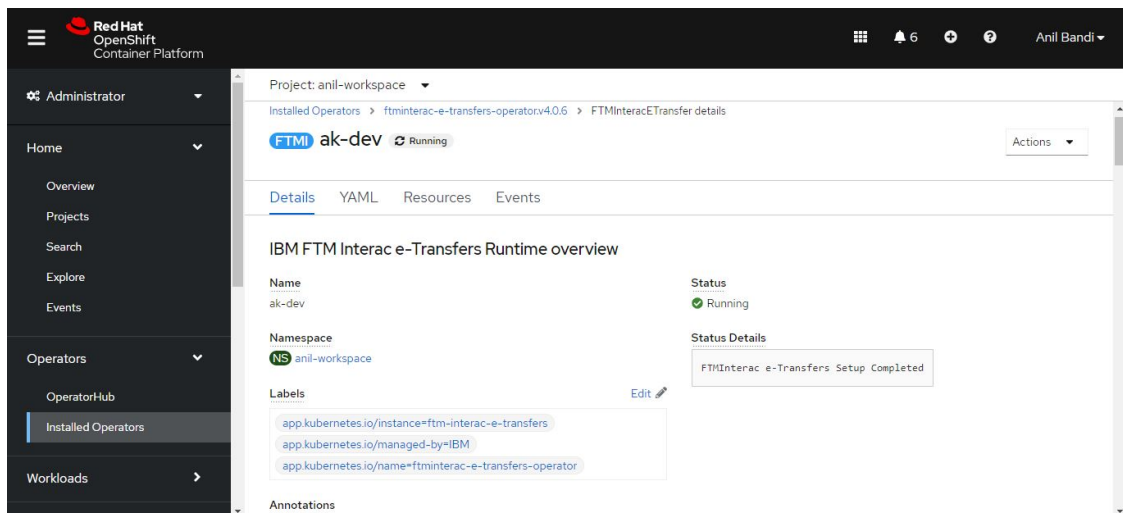 Red Hat
OpenShift
Container Platform
6
Anil Bandi
Administrator
Home
Overview
Projects
Search
Explore
Events
Operators
OperatorHub
Installed Operators
Workloads
Project: anil-workspace
Installed Operators > ftminterac-e-transfers-operator.v4.0.6 > FTMInteracETransfer details
FTMI ak-dev Running
Actions
Details YAML Resources Events
IBM FTM Interac e-Transfers Runtime overview
Name
ak-dev
Namespace
NS anil-workspace
Labels
Edit
app.kubernetes.io/instance=ftm-interac-e-transfers
app.kubernetes.io/managed-by=IBM
app.kubernetes.io/name=ftminterac-e-transfers-operator
Annotations
Status
Running
Status Details
FTMInterac e-Transfers Setup Completed